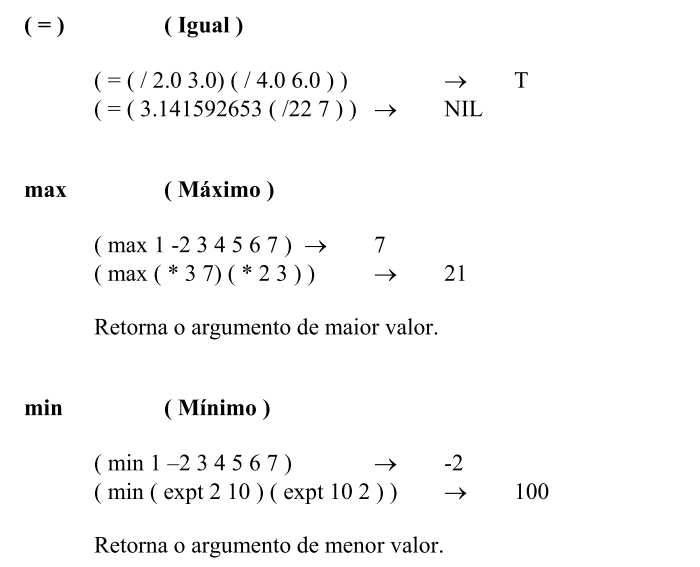 ( = ) ( Igual )
( = ( / 2.0 3.0) ( / 4.0 6.0 ) ) → T
( = ( 3.141592653 ( /22 7 ) ) → NIL
max ( Máximo )
( max 1 -2 3 4 5 6 7 ) → 7
( max ( * 3 7) ( * 2 3 ) ) → 21
Retorna o argumento de maior valor.
min ( Mínimo )
( min 1 –2 3 4 5 6 7 ) → -2
( min ( expt 2 10 ) ( expt 10 2 ) ) → 100
Retorna o argumento de menor valor.